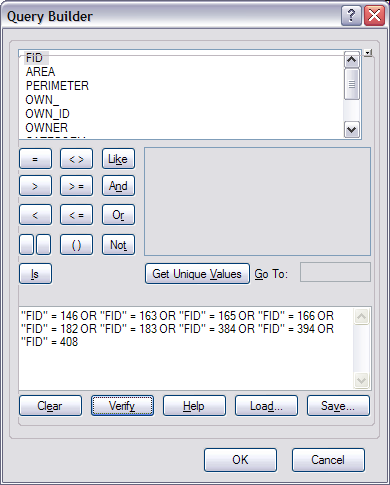 Query Builder
FID
AREA
PERIMETER
OWN_
OWN_ID
OWNER
= < > Like
> > = And
< < = Or
( ) Not
Is
Get Unique Values Go To:
"FID" = 146 OR "FID" = 163 OR "FID" = 165 OR "FID" = 166 OR
"FID" = 182 OR "FID" = 183 OR "FID" = 384 OR "FID" = 394 OR
"FID" = 408
Clear Verify Help Load... Save...
OK Cancel